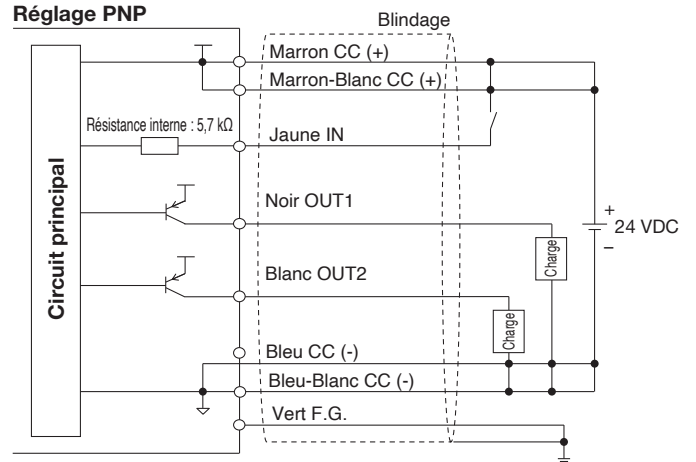 Réglage PNP
Blindage
Marron CC (+)
Marron-Blanc CC (+)
Résistance interne : 5,7 kΩ
Jaune IN
Circuit principal
Noir OUT1
+
24 VDC
–
Charge
Blanc OUT2
Charge
Bleu CC (-)
Bleu-Blanc CC (-)
Vert F.G.